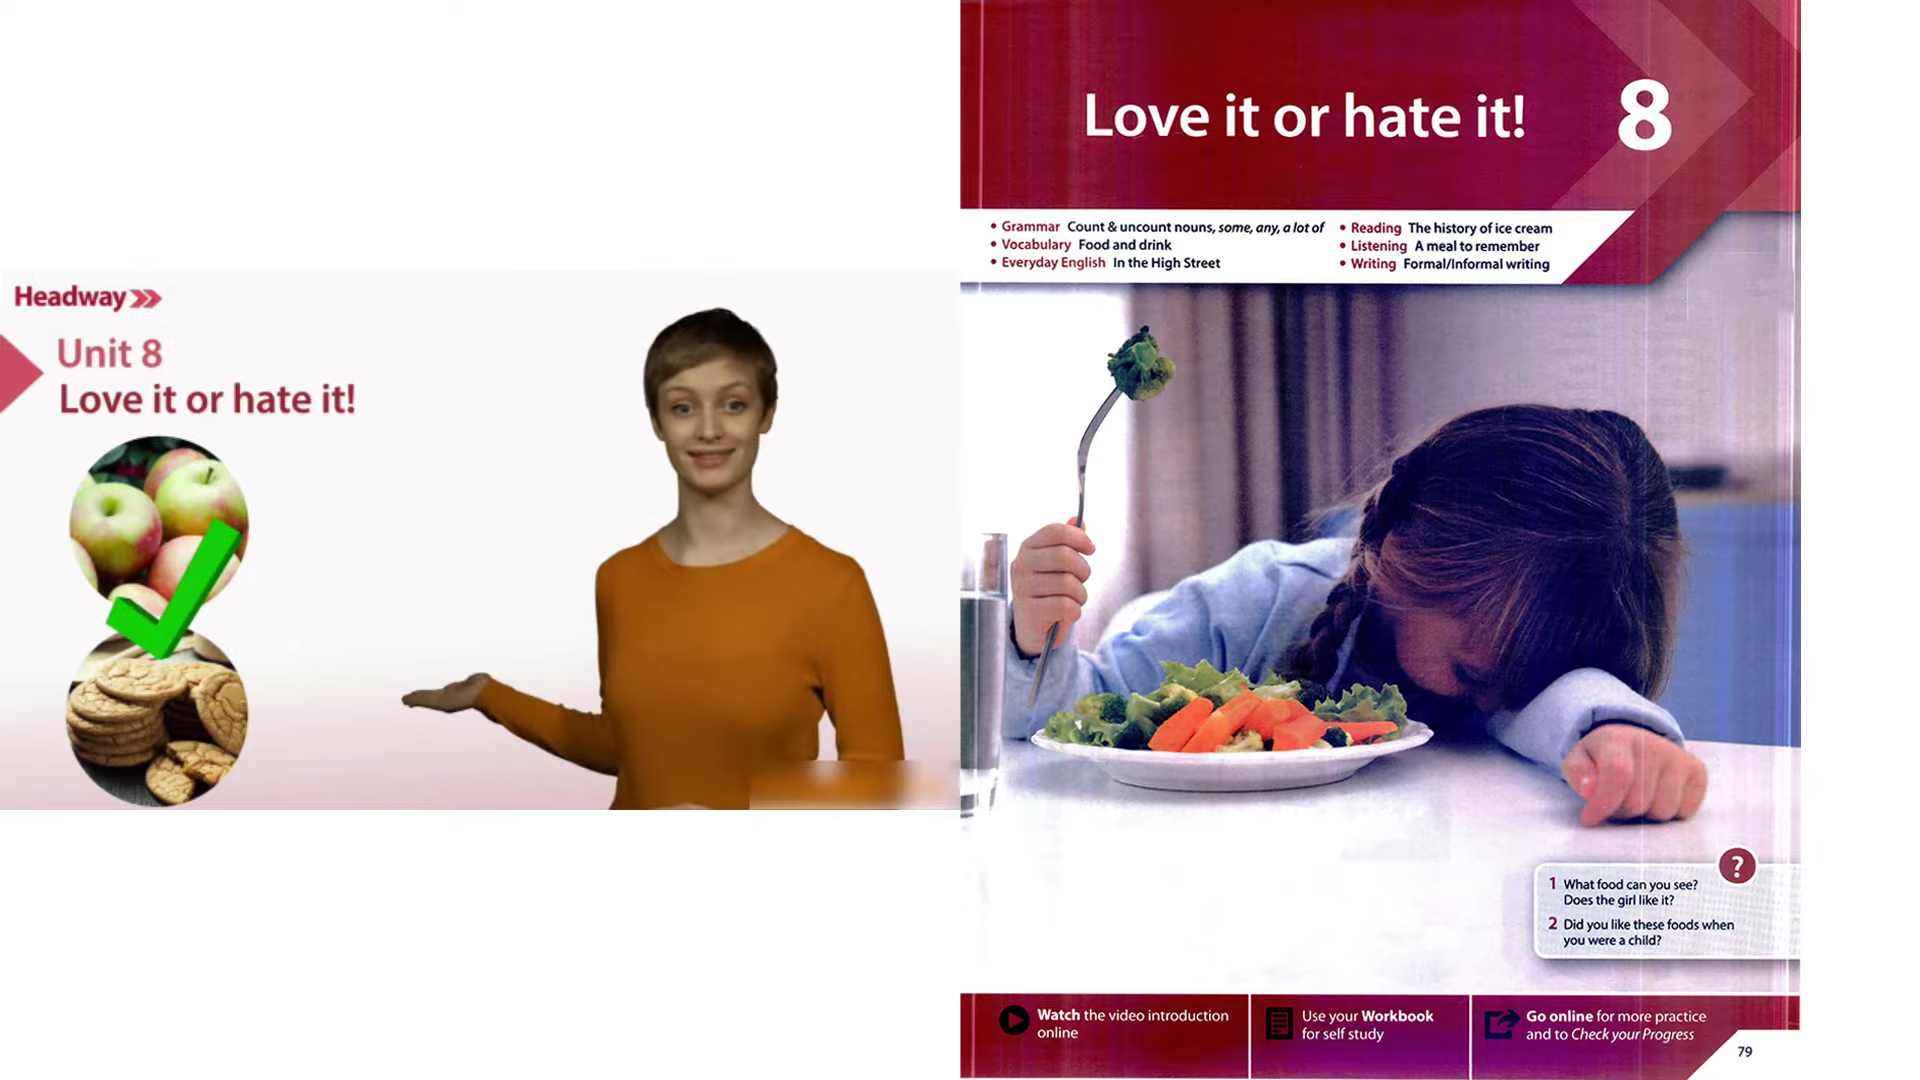 Headway
Unit 8
Love it or hate it!
Love it or hate it!
8
• Grammar Count & uncount nouns, some, any, a lot of
• Vocabulary Food and drink
• Everyday English In the High Street
• Reading The history of ice cream
• Listening A meal to remember
• Writing Formal/Informal writing
?
1 What food can you see?
Does the girl like it?
2 Did you like these foods when
you were a child?
Watch the video introduction
online
Use your Workbook
for self study
Go online for more practice
and to Check your Progress
79